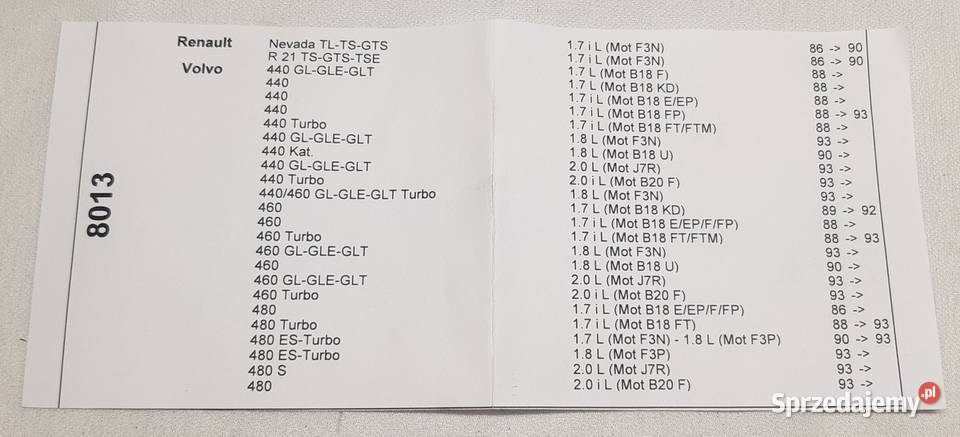 8013
Renault Nevada TL-TS-GTS 1.7 i L (Mot F3N) 86 -> 90
R 21 TS-GTS-TSE 1.7 i L (Mot F3N) 86 -> 90
Volvo 440 GL-GLE-GLT 1.7 L (Mot B18 F) 88 ->
440 1.7 L (Mot B18 KD) 88 ->
440 1.7 i L (Mot B18 E/EP) 88 ->
440 1.7 i L (Mot B18 FP) 88 -> 93
440 Turbo 1.7 i L (Mot B18 FT/FTM) 88 ->
440 GL-GLE-GLT 1.8 L (Mot F3N) 93 ->
440 Kat. 1.8 L (Mot B18 U) 90 ->
440 GL-GLE-GLT 2.0 L (Mot J7R) 93 ->
440 Turbo 2.0 i L (Mot B20 F) 93 ->
440/460 GL-GLE-GLT Turbo 1.8 L (Mot F3N) 93 ->
460 1.7 L (Mot B18 KD) 89 -> 92
460 1.7 i L (Mot B18 E/EP/F/FP) 88 ->
460 Turbo 1.7 i L (Mot B18 FT/FTM) 88 -> 93
460 GL-GLE-GLT 1.8 L (Mot F3N) 93 ->
460 1.8 L (Mot B18 U) 90 ->
460 GL-GLE-GLT 2.0 L (Mot J7R) 93 ->
460 Turbo 2.0 i L (Mot B20 F) 93 ->
480 1.7 i L (Mot B18 E/EP/F/FP) 86 ->
480 Turbo 1.7 i L (Mot B18 FT) 88 -> 93
480 ES-Turbo 1.7 L (Mot F3N) - 1.8 L (Mot F3P) 90 -> 93
480 ES-Turbo 1.8 L (Mot F3P) 93 ->
480 S 2.0 L (Mot J7R) 93 ->
480 2.0 i L (Mot B20 F) 93 ->
Sprzedajemy.pl